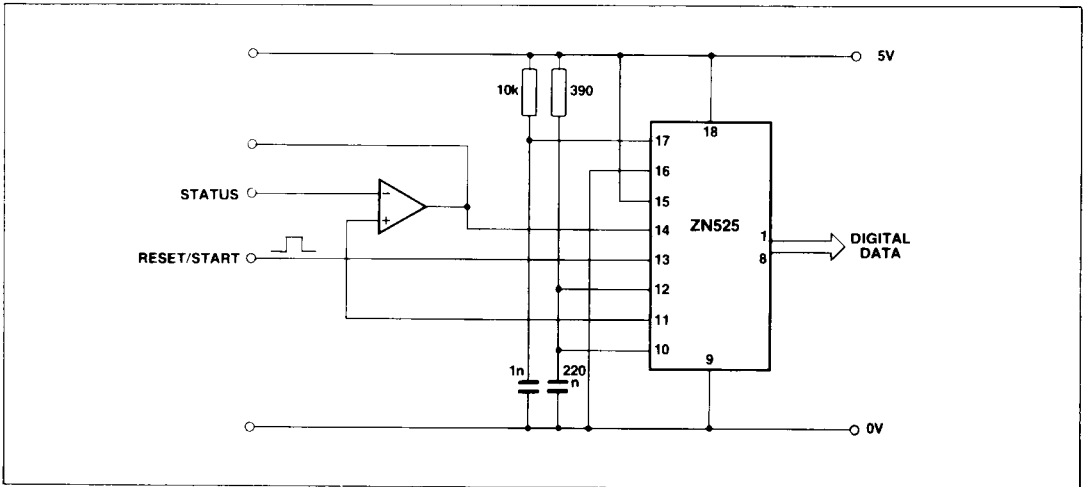 5V
10k
390
18
17
16
STATUS
15
ZN525
14
1
8
DIGITAL
DATA
RESET/START
13
12
11
10
1n
220
n
9
0V